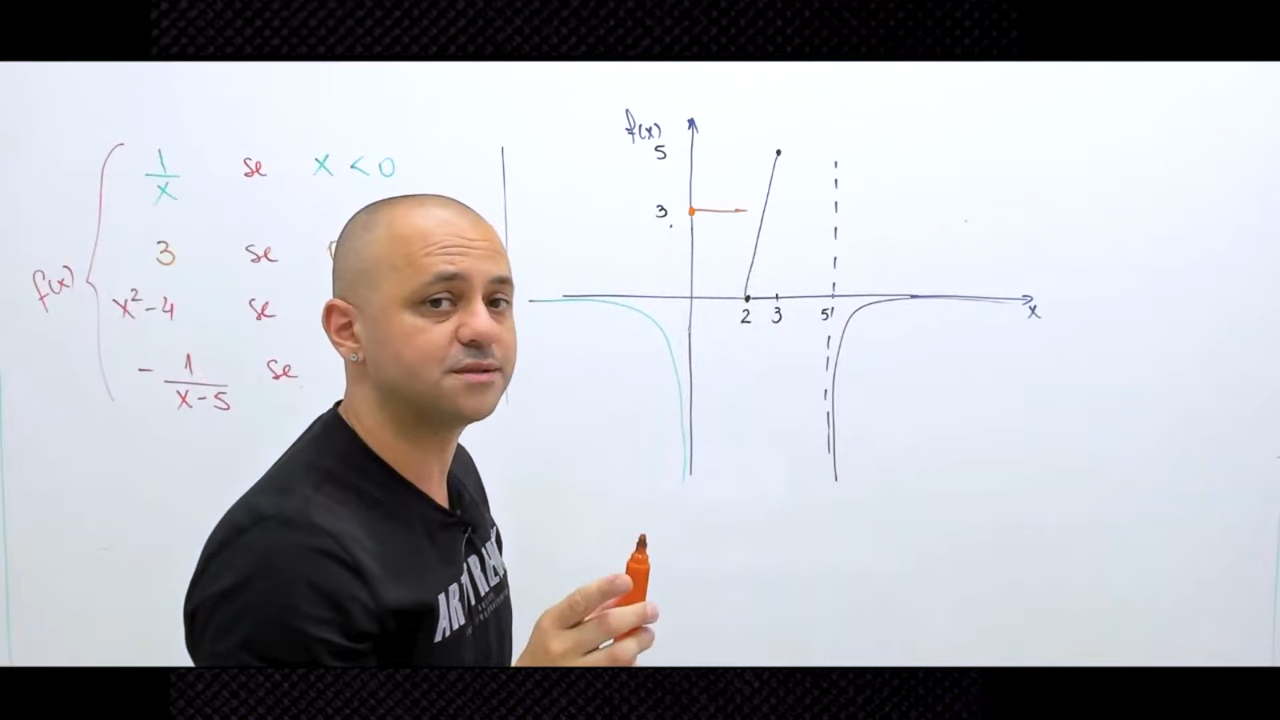 f(x)
1/x se x < 0
3 se
x² - 4 se
- 1/(x-5) se
f(x)
5
3
2 3 5
x